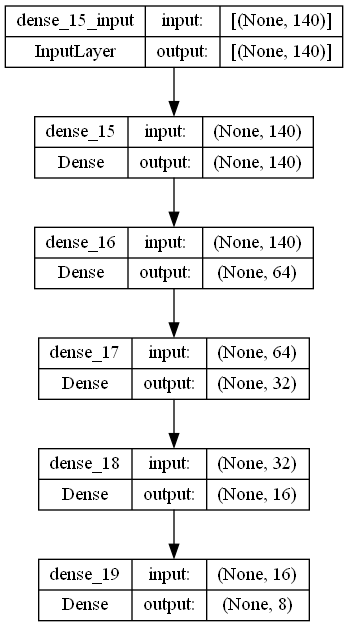 dense_15_input input: [(None, 140)]
InputLayer output: [(None, 140)]
dense_15 input: (None, 140)
Dense output: (None, 140)
dense_16 input: (None, 140)
Dense output: (None, 64)
dense_17 input: (None, 64)
Dense output: (None, 32)
dense_18 input: (None, 32)
Dense output: (None, 16)
dense_19 input: (None, 16)
Dense output: (None, 8)